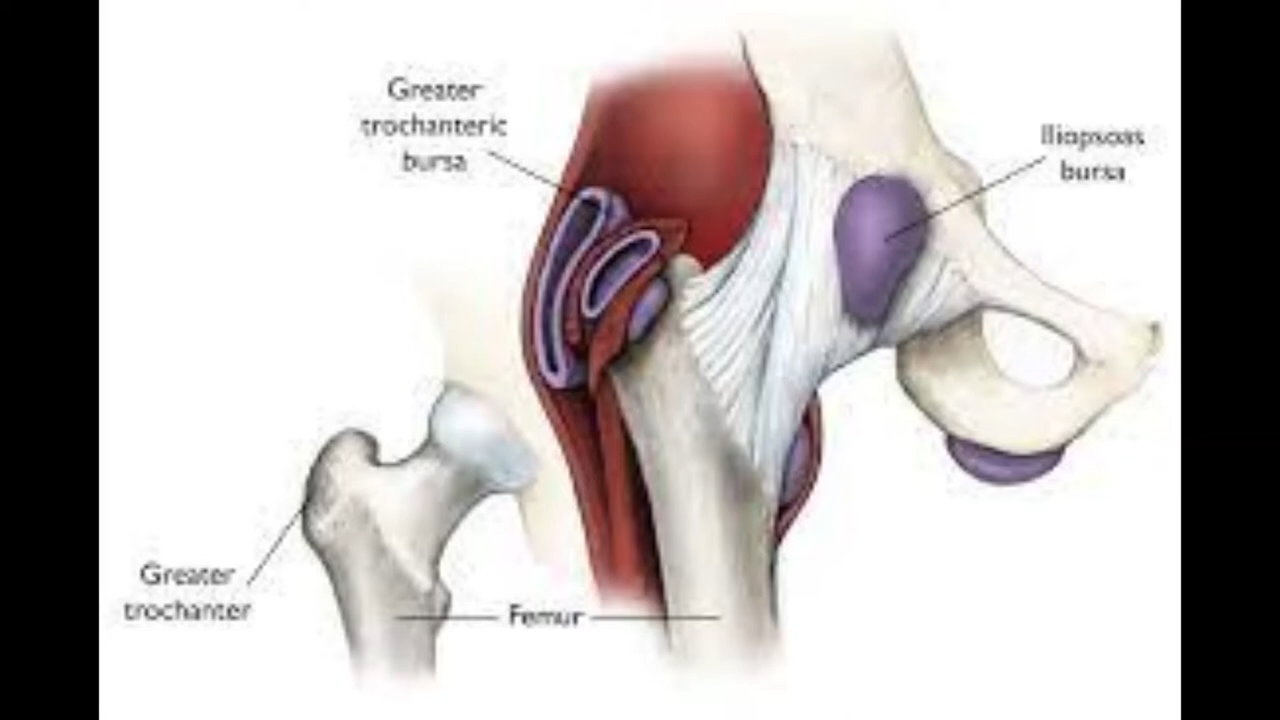 Greater
trochanteric
bursa
Iliopsoas
bursa
Greater
trochanter
Femur